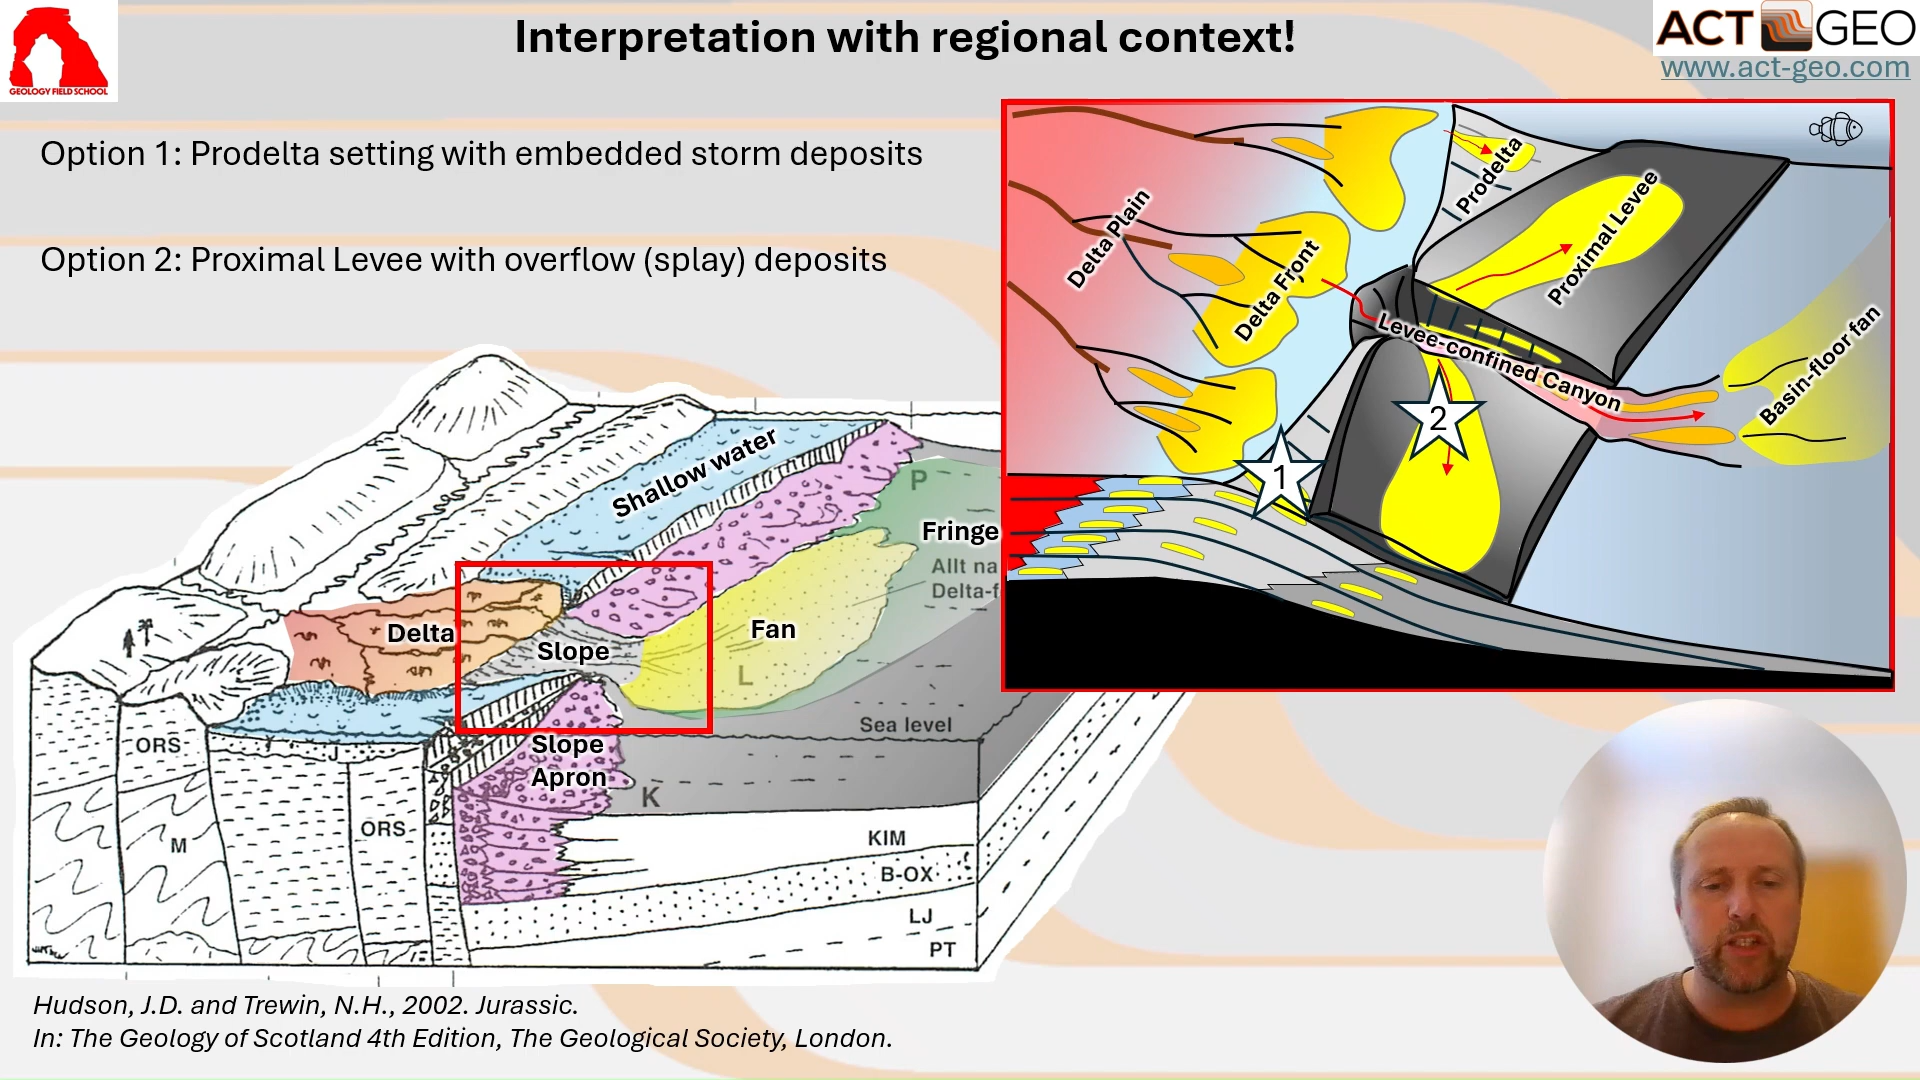 Interpretation with regional context!
GEOLOGY FIELD SCHOOL
ACT GEO
www.act-geo.com
Option 1: Prodelta setting with embedded storm deposits
Option 2: Proximal Levee with overflow (splay) deposits
Delta Plain
Delta Front
Prodelta
Proximal Levee
Levee-confined Canyon
Basin-floor fan
1
2
Shallow water
P
Fringe
Allt na
Delta-f
Delta
Slope
Fan
L
Sea level
Slope
Apron
K
ORS
J
M
ORS
KIM
B-OX
LJ
PT
Hudson, J.D. and Trewin, N.H., 2002. Jurassic.
In: The Geology of Scotland 4th Edition, The Geological Society, London.